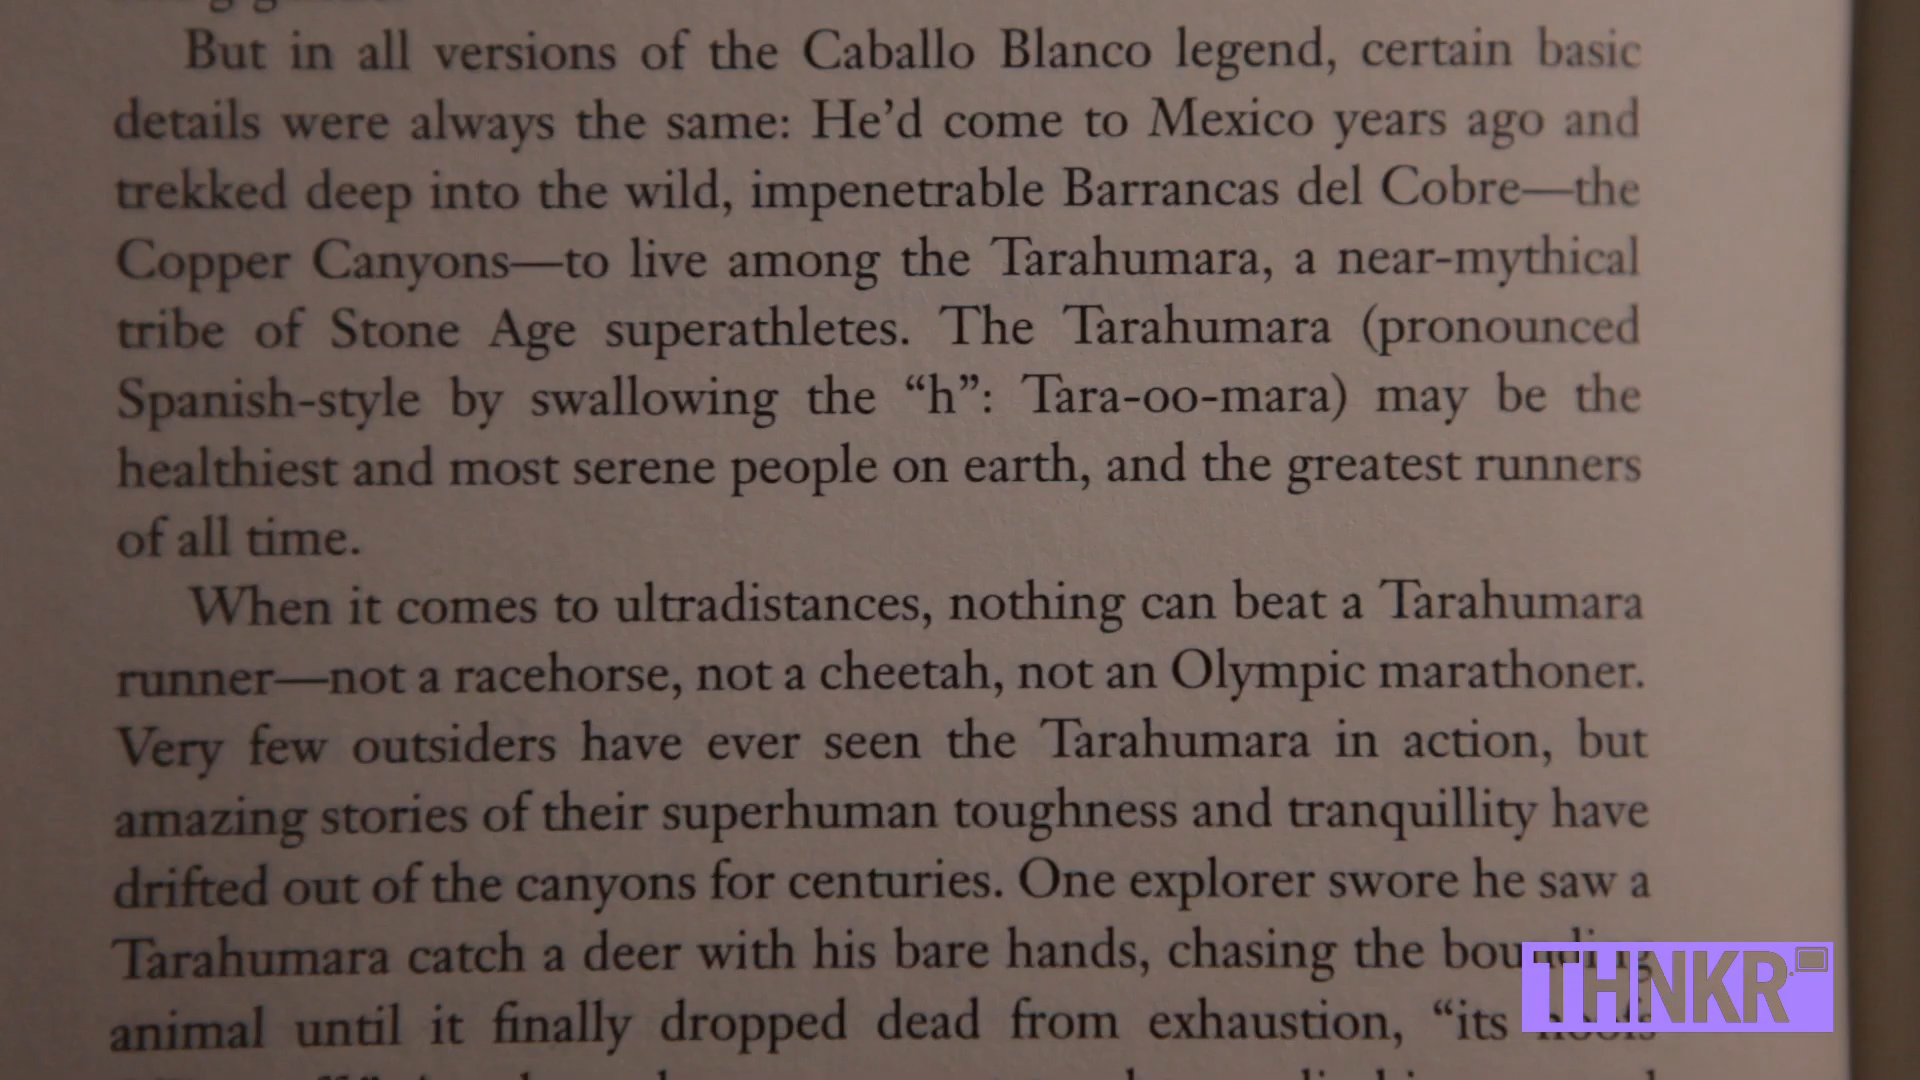 But in all versions of the Caballo Blanco legend, certain basic
details were always the same: He’d come to Mexico years ago and
trekked deep into the wild, impenetrable Barrancas del Cobre—the
Copper Canyons—to live among the Tarahumara, a near-mythical
tribe of Stone Age superathletes. The Tarahumara (pronounced
Spanish-style by swallowing the “h”: Tara-oo-mara) may be the
healthiest and most serene people on earth, and the greatest runners
of all time.
When it comes to ultradistances, nothing can beat a Tarahumara
runner—not a racehorse, not a cheetah, not an Olympic marathoner.
Very few outsiders have ever seen the Tarahumara in action, but
amazing stories of their superhuman toughness and tranquillity have
drifted out of the canyons for centuries. One explorer swore he saw a
Tarahumara catch a deer with his bare hands, chasing the bounding
animal until it finally dropped dead from exhaustion, “its hoofs
THNKR